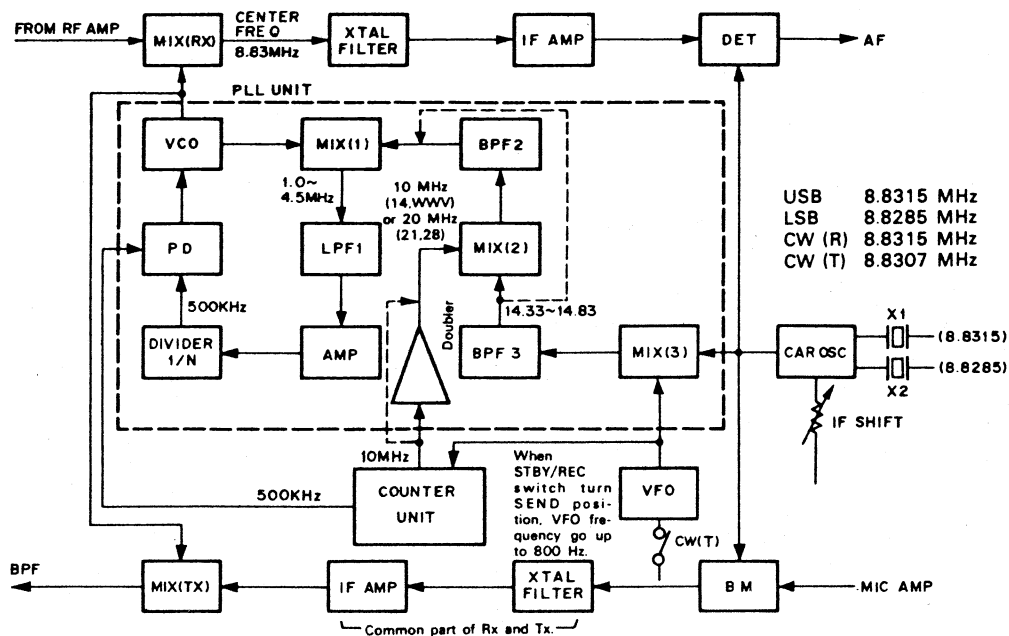 FROM RF AMP
MIX(RX)
CENTER
FREQ
8.83MHz
XTAL
FILTER
IF AMP
DET
AF
PLL UNIT
VCO
MIX(1)
BPF2
1.0~
4.5MHz
10 MHz
(14,WWV)
or 20 MHz
(21,28)
USB 8.8315 MHz
LSB 8.8285 MHz
CW (R) 8.8315 MHz
CW (T) 8.8307 MHz
PD
LPF1
MIX(2)
500KHz
14.33~14.83
Doubler
DIVIDER
1/N
AMP
BPF3
MIX(3)
CAR OSC
X1
(8.8315)
(8.8285)
X2
IF SHIFT
10MHz
500KHz
COUNTER
UNIT
When
STBY/REC
switch turn
SEND posi-
tion, VFO fre-
quency go up
to 800 Hz.
VFO
CW(T)
BPF
MIX(TX)
IF AMP
XTAL
FILTER
BM
MIC AMP
Common part of Rx and Tx.